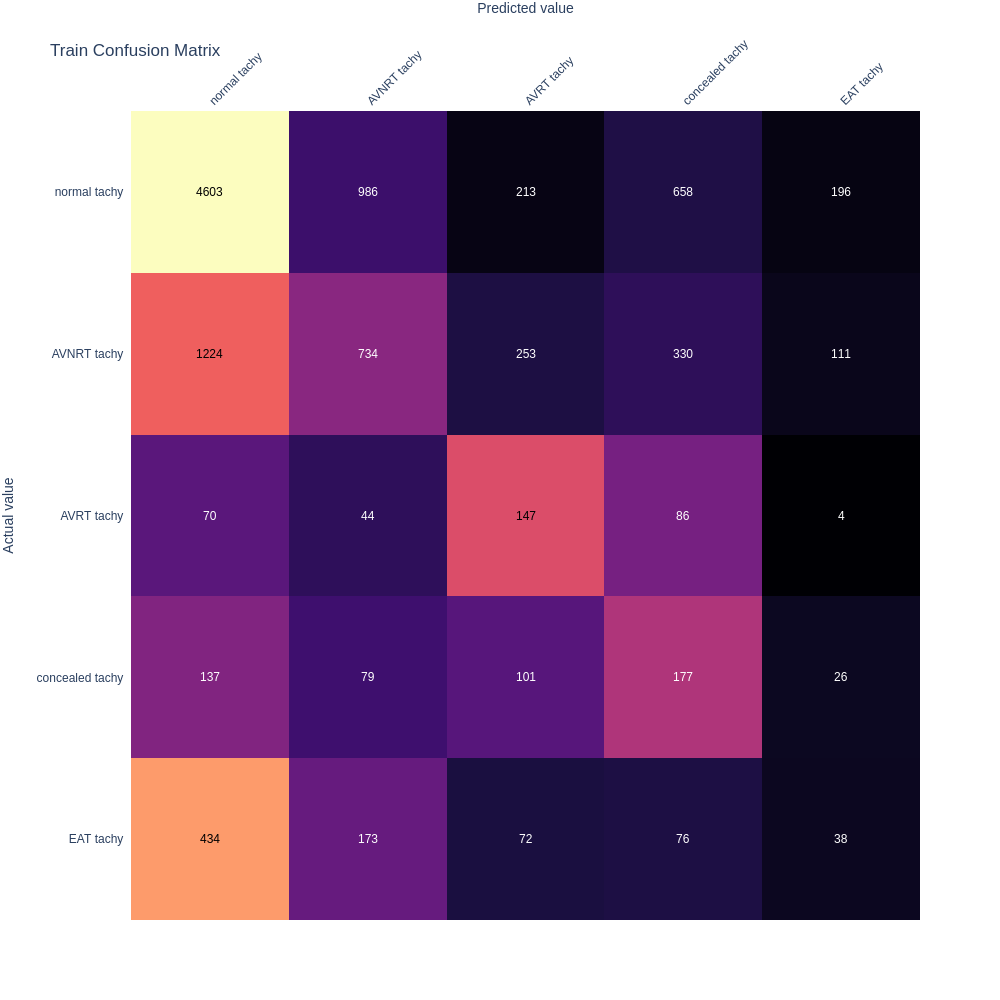 Predicted value
Train Confusion Matrix
normal tachy
AVNRT tachy
AVRT tachy
concealed tachy
EAT tachy
Actual value
normal tachy 4603 986 213 658 196
AVNRT tachy 1224 734 253 330 111
AVRT tachy 70 44 147 86 4
concealed tachy 137 79 101 177 26
EAT tachy 434 173 72 76 38